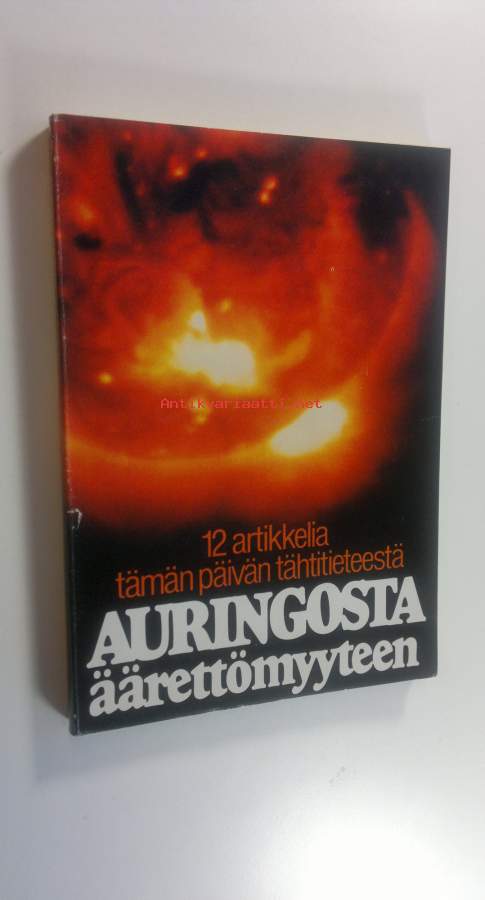 Antikvariaatti.net
12 artikkelia
tämän päivän tähtitieteestä
AURINGOSTA
äärettömyyteen